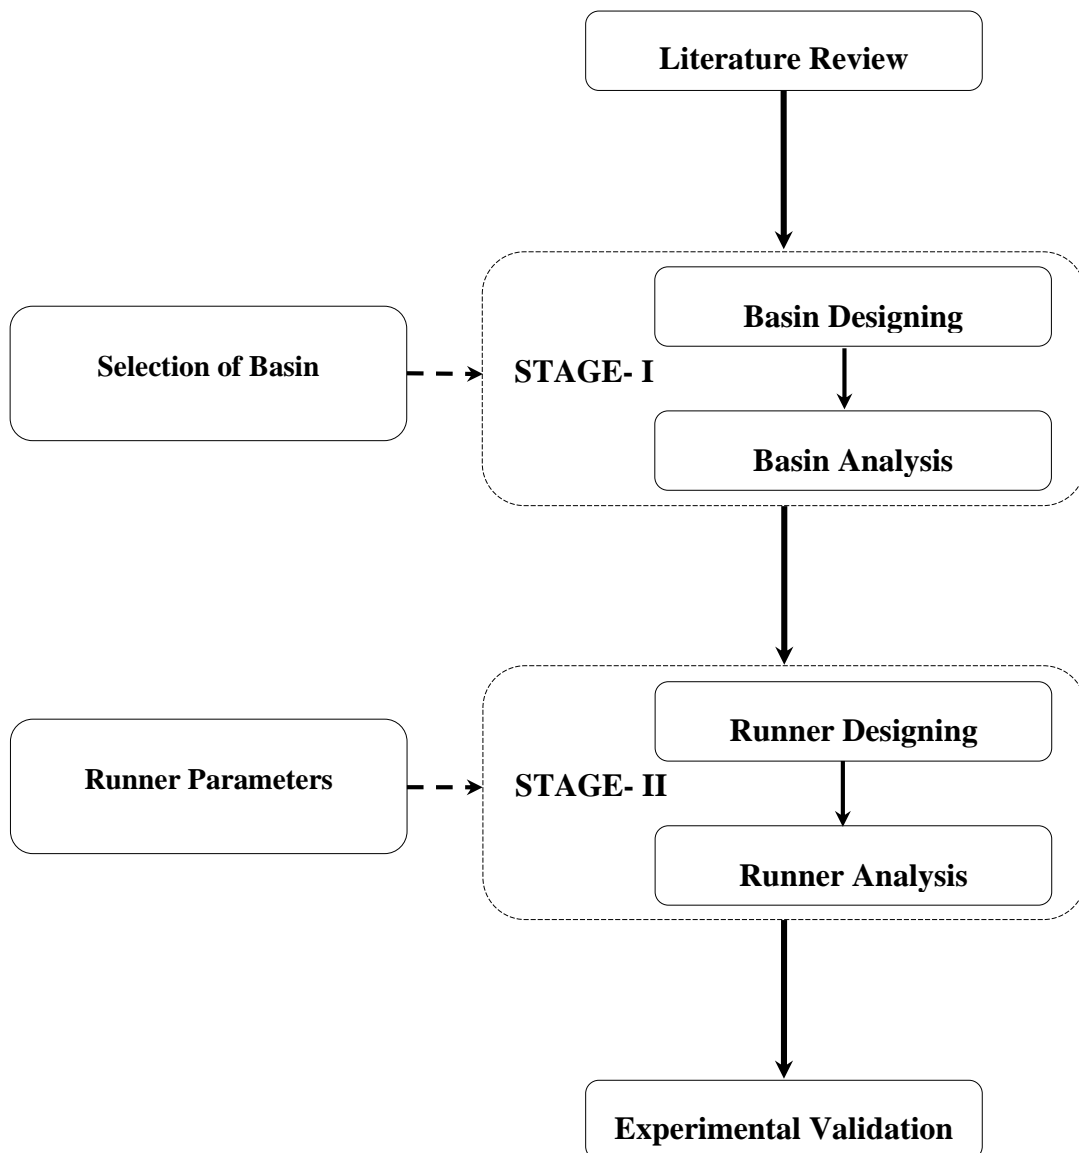 Literature Review
Basin Designing
Selection of Basin
STAGE- I
Basin Analysis
Runner Designing
Runner Parameters
STAGE- II
Runner Analysis
Experimental Validation